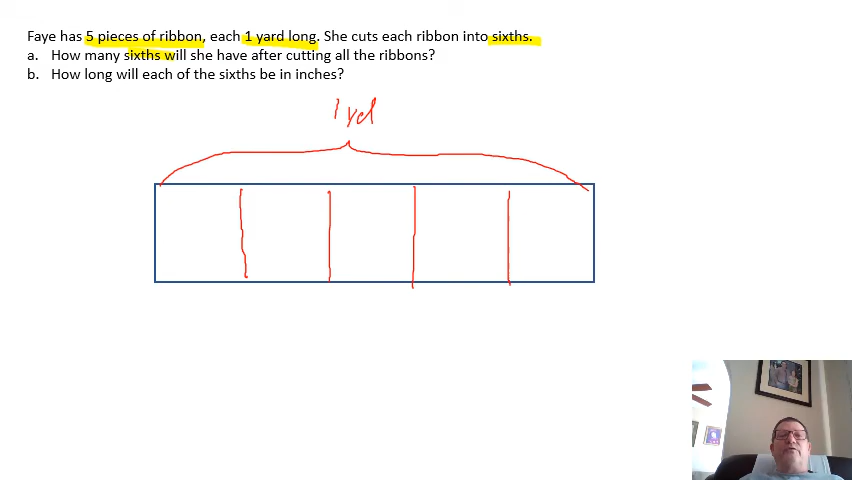 Faye has 5 pieces of ribbon, each 1 yard long. She cuts each ribbon into sixths.
a. How many sixths will she have after cutting all the ribbons?
b. How long will each of the sixths be in inches?
1 yd